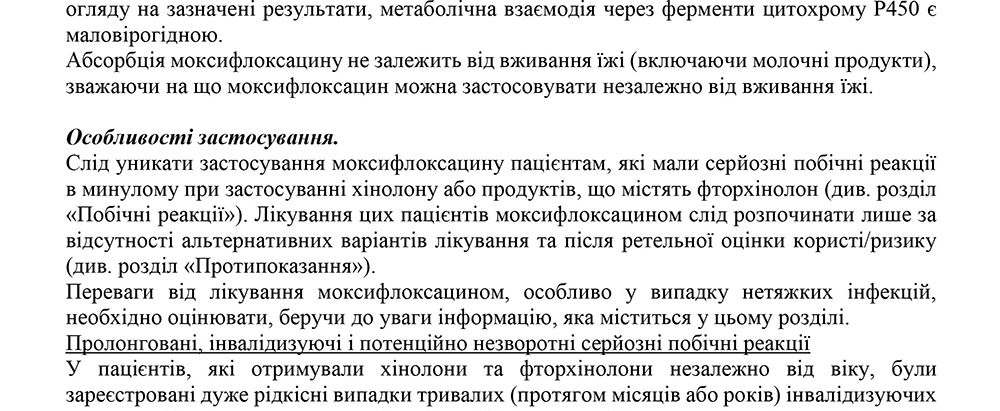 огляду на зазначені результати, метаболічна взаємодія через ферменти цитохрому P450 є
маловірогідною.
Абсорбція моксифлоксацину не залежить від вживання їжі (включаючи молочні продукти),
зважаючи на що моксифлоксацин можна застосовувати незалежно від вживання їжі.
Особливості застосування.
Слід уникати застосування моксифлоксацину пацієнтам, які мали серйозні побічні реакції
в минулому при застосуванні хінолону або продуктів, що містять фторхінолон (див. розділ
«Побічні реакції»). Лікування цих пацієнтів моксифлоксацином слід розпочинати лише за
відсутності альтернативних варіантів лікування та після ретельної оцінки користі/ризику
(див. розділ «Протипоказання»).
Переваги від лікування моксифлоксацином, особливо у випадку нетяжких інфекцій,
необхідно оцінювати, беручи до уваги інформацію, яка міститься у цьому розділі.
Пролонговані, інвалідизуючі і потенційно незворотні серйозні побічні реакції
У пацієнтів, які отримували хінолони та фторхінолони незалежно від віку, були
зареєстровані дуже рідкісні випадки тривалих (протягом місяців або років) інвалідизуючих